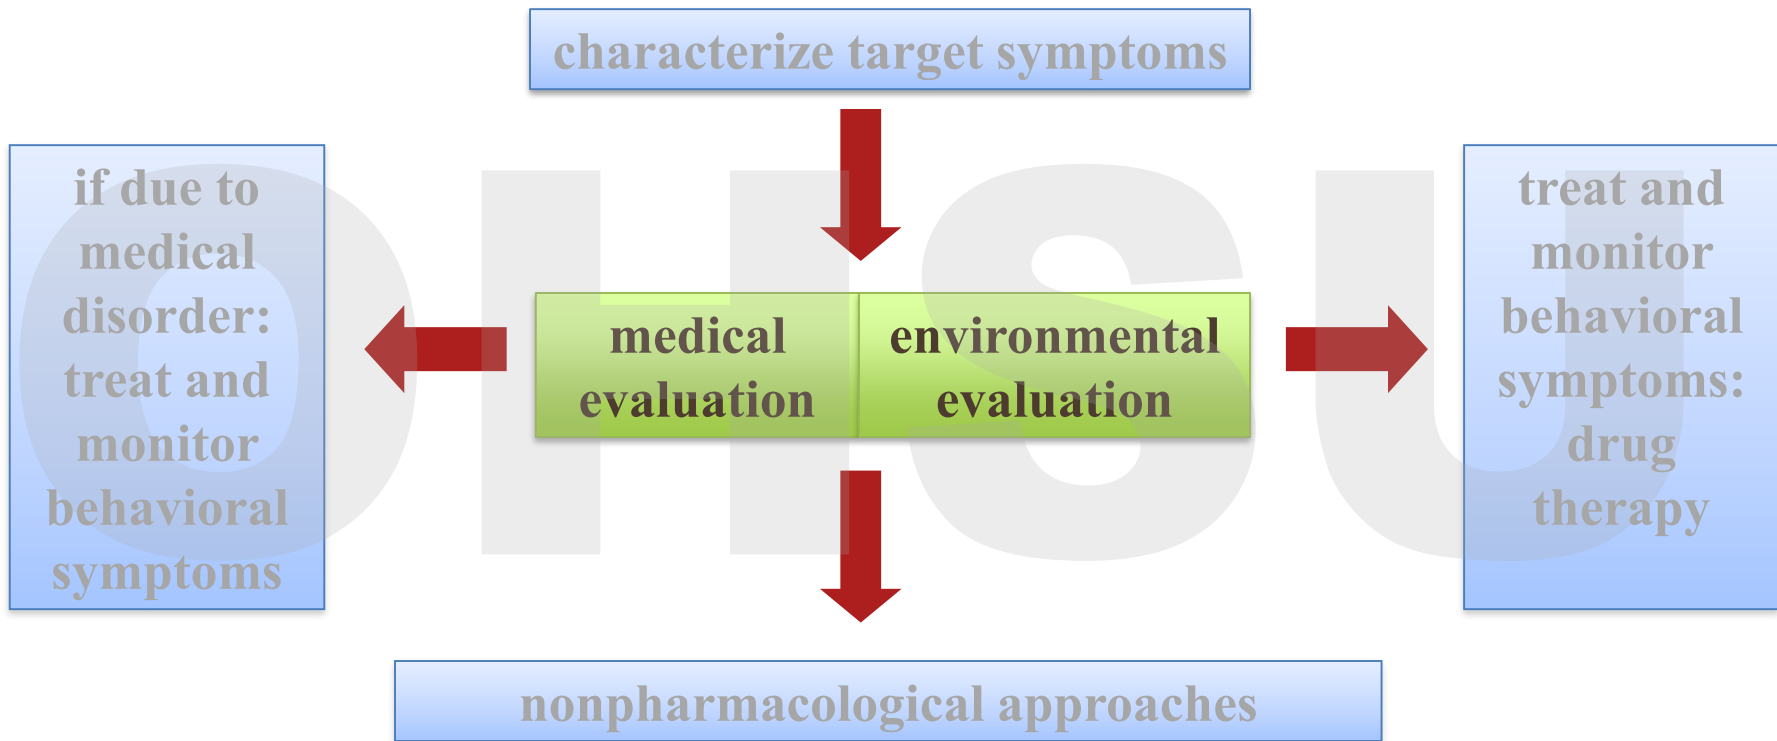 characterize target symptoms
if due to
medical
disorder:
treat and
monitor
behavioral
symptoms
medical
evaluation
environmental
evaluation
treat and
monitor
behavioral
symptoms:
drug
therapy
nonpharmacological approaches
OHSU